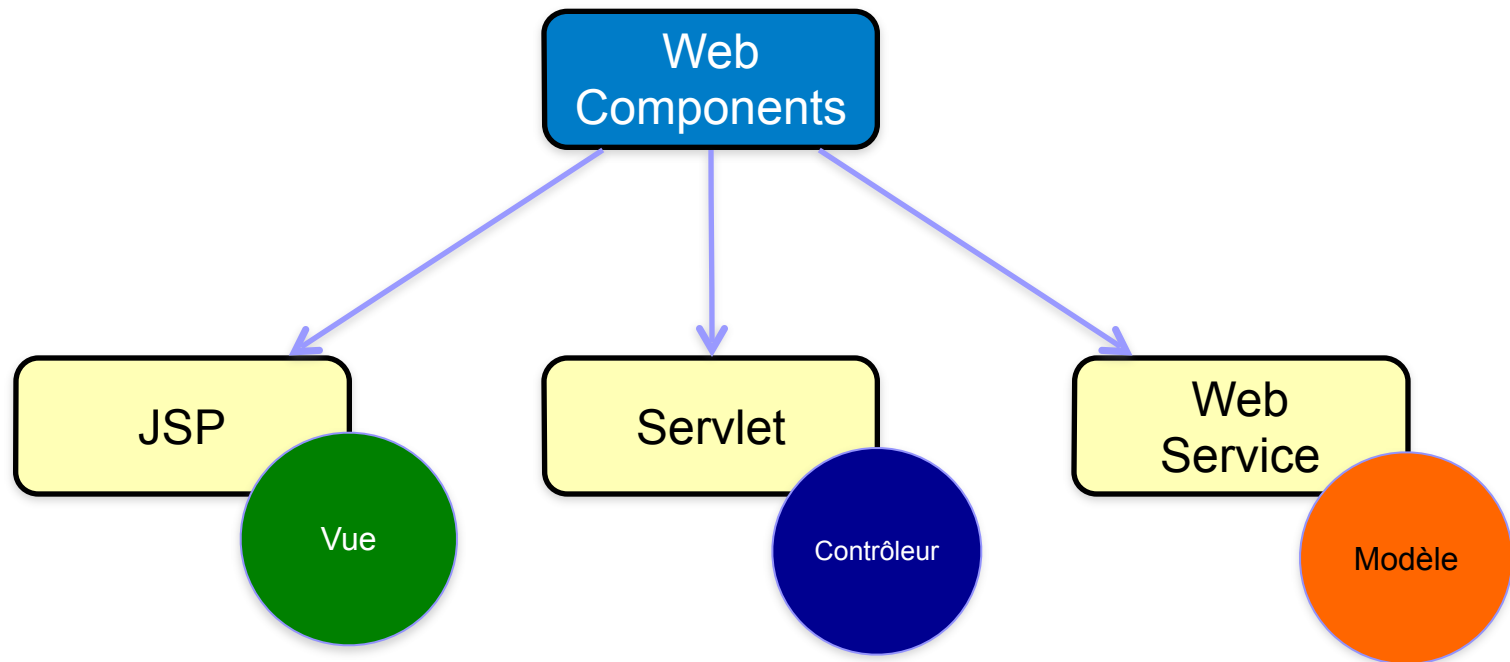 Web
Components
JSP
Servlet
Web
Service
Vue
Contrôleur
Modèle